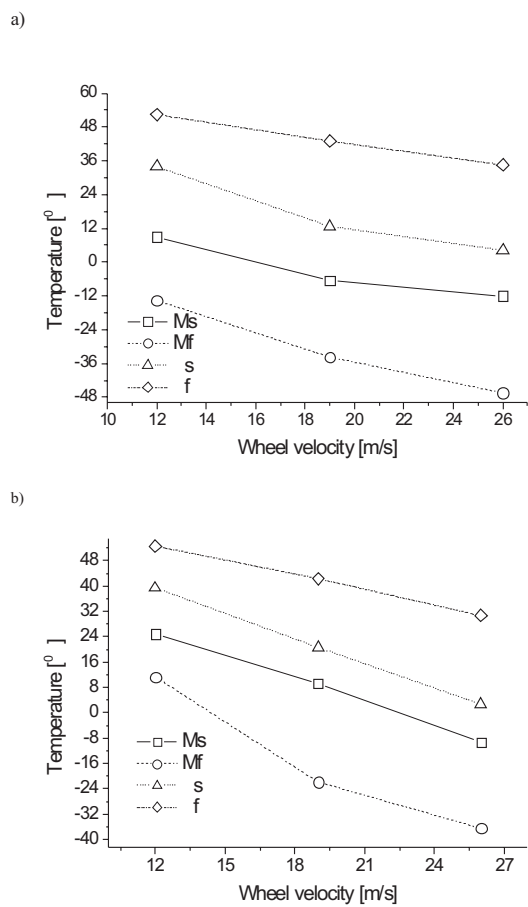 a)
60
48
36
24
12
0
-12
-24
-36
-48
Temperature [⁰ ]
Ms
Mf
s
f
10 12 14 16 18 20 22 24 26
Wheel velocity [m/s]
b)
48
40
32
24
16
8
0
-8
-16
-24
-32
-40
Temperature [⁰ ]
Ms
Mf
s
f
12 15 18 21 24 27
Wheel velocity [m/s]